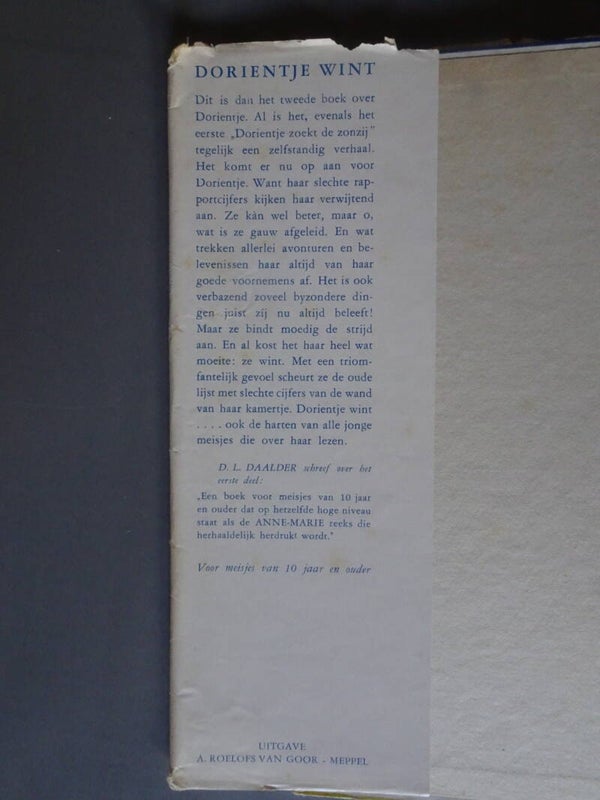 DORIENTJE WINT
Dit is dan het tweede boek over
Dorientje. Al is het, evenals het
eerste „Dorientje zoekt de zonzij”
tegelijk een zelfstandig verhaal.
Het komt er nu op aan voor
Dorientje. Want haar slechte rap-
portcijfers kijken haar verwijtend
aan. Ze kàn wel beter, maar o,
wat is ze gauw afgeleid. En wat
trekken allerlei avonturen en be-
levenissen haar altijd van haar
goede voornemens af. Het is ook
verbazend zoveel byzondere din-
gen juist zíj nu altijd beleeft!
Maar ze bindt moedig de strijd
aan. En al kost het haar heel wat
moeite: ze wint. Met een triom-
fantelijk gevoel scheurt ze de oude
lijst met slechte cijfers van de wand
van haar kamertje. Dorientje wint
. . . . ook de harten van alle jonge
meisjes die over haar lezen.
D. L. DAALDER schreef over het
eerste deel:
„Een boek voor meisjes van 10 jaar
en ouder dat op hetzelfde hoge niveau
staat als de ANNE-MARIE reeks die
herhaaldelijk herdrukt wordt.”
Voor meisjes van 10 jaar en ouder
UITGAVE
A. ROELOFS VAN GOOR - MEPPEL